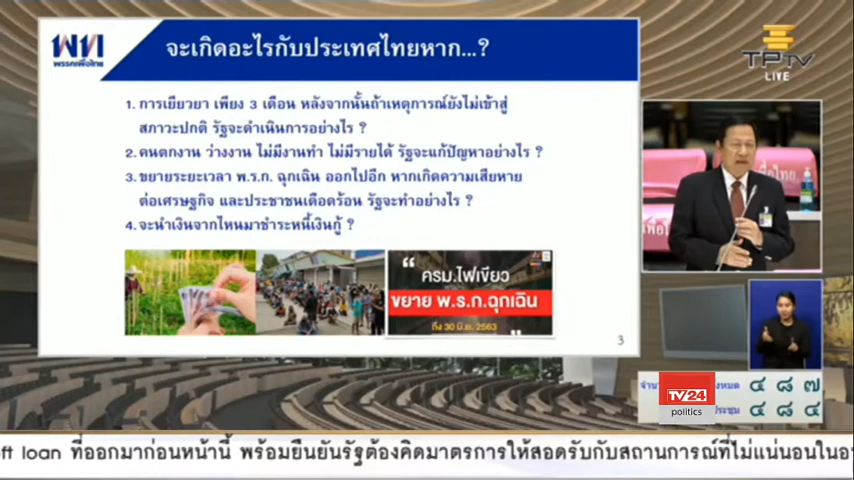 พท
พรรคเพื่อไทย
จะเกิดอะไรกับประเทศไทยหาก...?
1. การเยียวยา เพียง 3 เดือน หลังจากนั้นถ้าเหตุการณ์ยังไม่เข้าสู่
สภาวะปกติ รัฐจะดำเนินการอย่างไร ?
2. คนตกงาน ว่างงาน ไม่มีงานทำ ไม่มีรายได้ รัฐจะแก้ปัญหาอย่างไร ?
3. ขยายระยะเวลา พ.ร.ก. ฉุกเฉิน ออกไปอีก หากเกิดความเสียหาย
ต่อเศรษฐกิจ และประชาชนเดือดร้อน รัฐจะทำอย่างไร ?
4. จะนำเงินจากไหนมาชำระหนี้เงินกู้ ?
“ ครม.ไฟเขียว
ขยาย พ.ร.ก.ฉุกเฉิน
ถึง 30 มิ.ย. 2563 ”
3
TPTV
LIVE
เพื่อไทย
จำน
งหมด ๔ ๘ ๗
ประชุม ๔ ๘ ๔
TV24
politics
ft loan ที่ออกมาก่อนหน้านี้ พร้อมยืนยันรัฐต้องคิดมาตรการให้สอดรับกับสถานการณ์ที่ไม่แน่นอนในอ